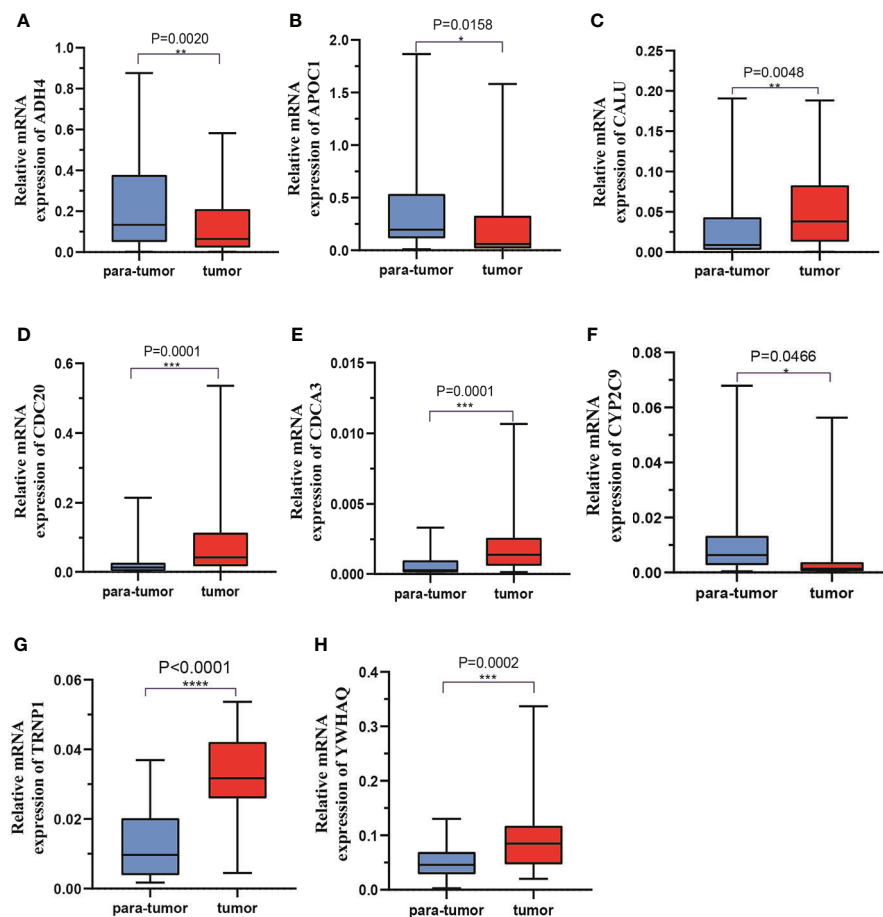 A
P=0.0020
**
Relative mRNA
expression of ADH4
1.0
0.8
0.6
0.4
0.2
0.0
para-tumor
tumor
B
P=0.0158
*
Relative mRNA
expression of APOC1
2.0
1.5
1.0
0.5
0.0
para-tumor
tumor
C
P=0.0048
**
Relative mRNA
expression of CALU
0.25
0.20
0.15
0.10
0.05
0.00
para-tumor
tumor
D
P=0.0001
***
Relative mRNA
expression of CDC20
0.6
0.4
0.2
0.0
para-tumor
tumor
E
P=0.0001
***
Relative mRNA
expression of CDCA3
0.015
0.010
0.005
0.000
para-tumor
tumor
F
P=0.0466
*
Relative mRNA
expression of CYP2C9
0.08
0.06
0.04
0.02
0.00
para-tumor
tumor
G
P<0.0001
****
Relative mRNA
expression of TRNP1
0.06
0.04
0.02
0.00
para-tumor
tumor
H
P=0.0002
***
Relative mRNA
expression of YWHAQ
0.4
0.3
0.2
0.1
0.0
para-tumor
tumor